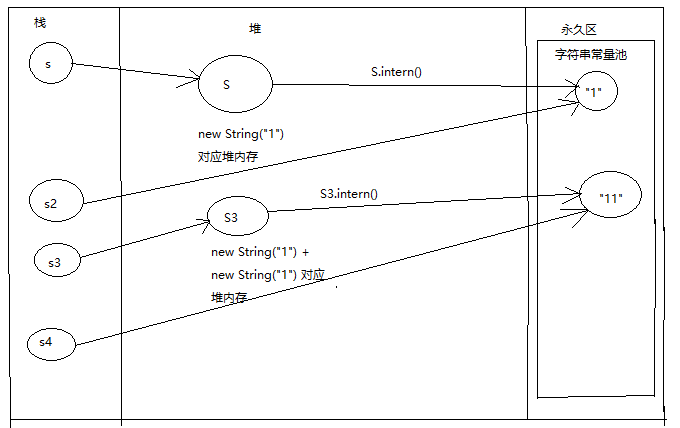 栈
堆
永久区
字符串常量池
s
S
S.intern()
"1"
new String("1")
对应堆内存
s2
S3
S3.intern()
"11"
s3
new String("1") +
new String("1") 对应
堆内存
s4